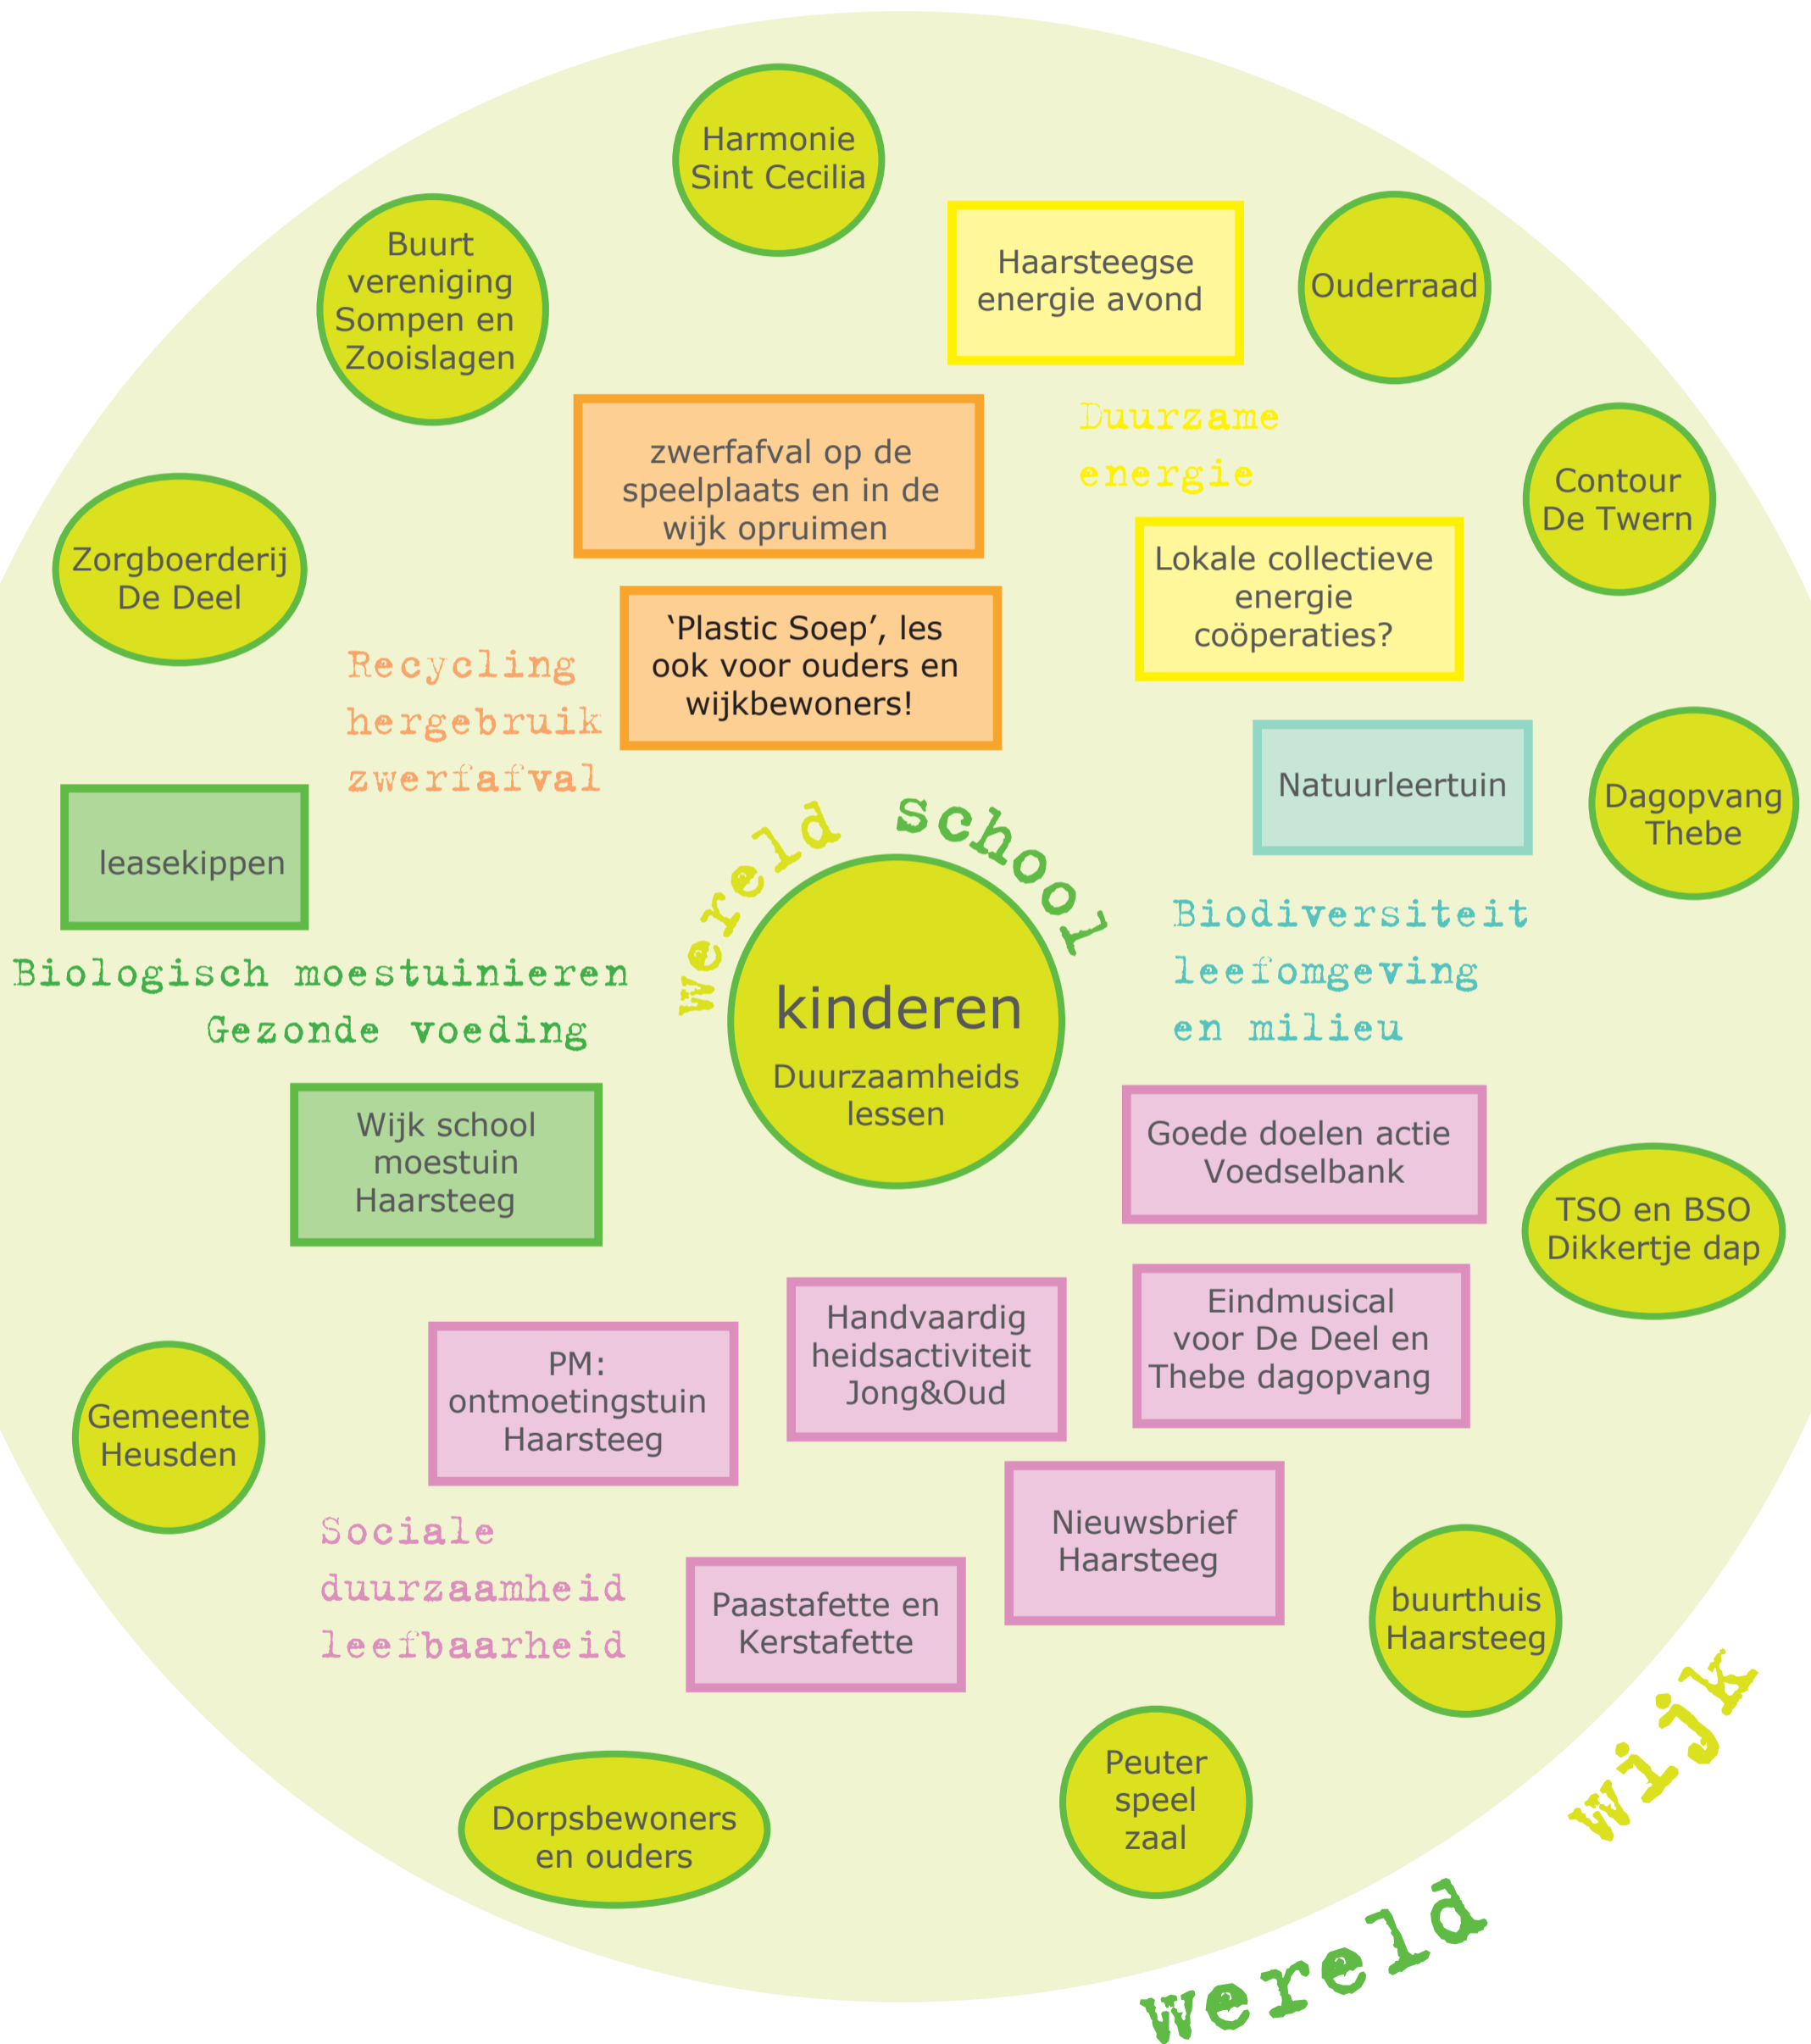 Harmonie
Sint Cecilia
Buurt
vereniging
Sompen en
Zooislagen
Haarsteegse
energie avond
Ouderraad
Duurzame
energie
zwerfafval op de
speelplaats en in de
wijk opruimen
Contour
De Twern
Zorgboerderij
De Deel
Lokale collectieve
energie
coöperaties?
‘Plastic Soep’, les
ook voor ouders en
wijkbewoners!
Recycling
hergebruik
zwerfafval
Natuurleertuin
Dagopvang
Thebe
leasekippen
wereld school
kinderen
Duurzaamheids
lessen
Biodiversiteit
leefomgeving
en milieu
Biologisch moestuinieren
Gezonde voeding
Wijk school
moestuin
Haarsteeg
Goede doelen actie
Voedselbank
TSO en BSO
Dikkertje dap
Eindmusical
voor De Deel en
Thebe dagopvang
Handvaardig
heidsactiviteit
Jong&Oud
PM:
ontmoetingstuin
Haarsteeg
Gemeente
Heusden
Nieuwsbrief
Haarsteeg
Sociale
duurzaamheid
leefbaarheid
Paastafette en
Kerstafette
buurthuis
Haarsteeg
Peuter
speel
zaal
Dorpsbewoners
en ouders
wereld wijk